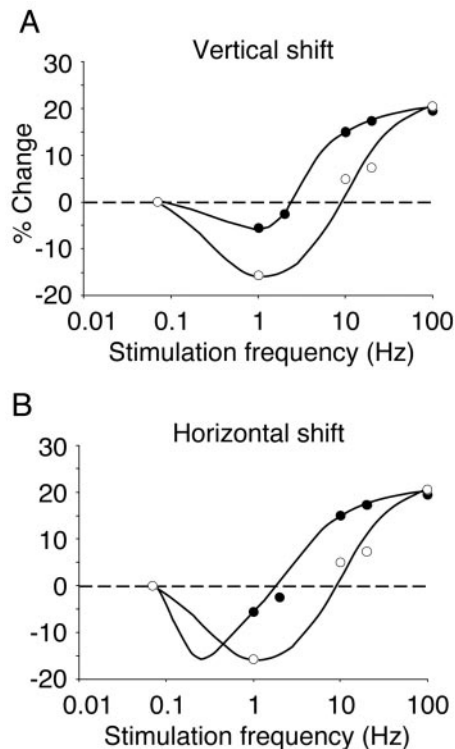 A
Vertical shift
% Change
30
20
10
0
-10
-20
0.01 0.1 1 10 100
Stimulation frequency (Hz)
B
Horizontal shift
% Change
30
20
10
0
-10
-20
0.01 0.1 1 10 100
Stimulation frequency (Hz)